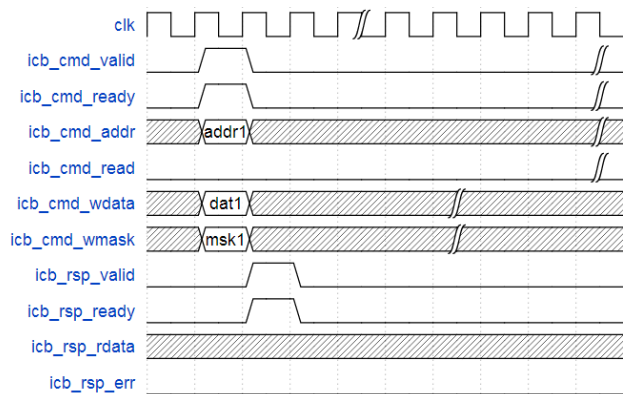 clk
icb_cmd_valid
icb_cmd_ready
icb_cmd_addr addr1
icb_cmd_read
icb_cmd_wdata dat1
icb_cmd_wmask msk1
icb_rsp_valid
icb_rsp_ready
icb_rsp_rdata
icb_rsp_err